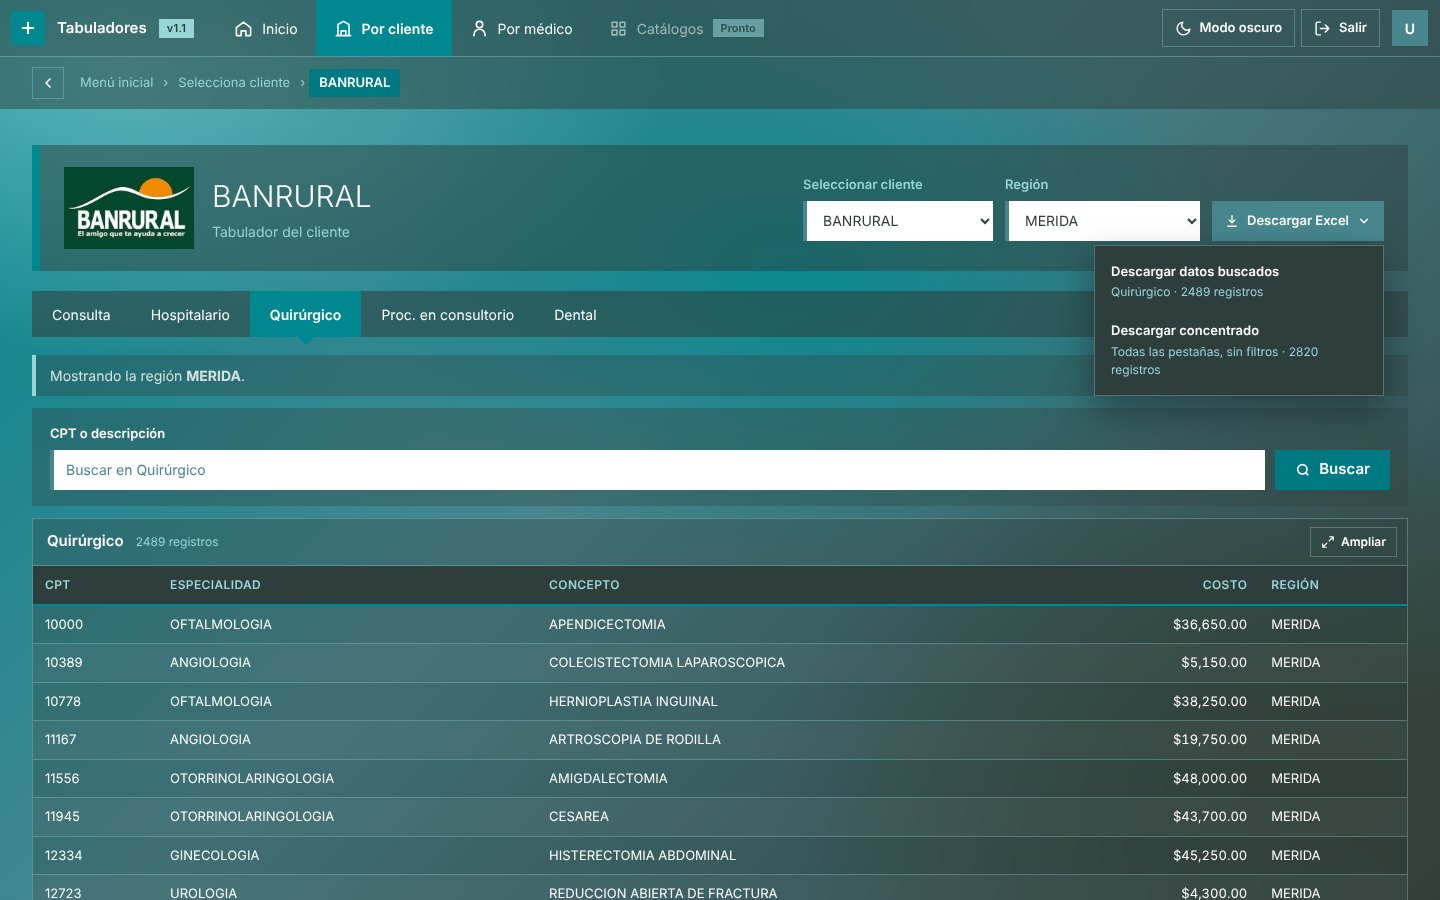 Tabuladores v1.1 Inicio Por cliente Por médico Catálogos Pronto Modo oscuro Salir U
Menú inicial › Selecciona cliente › BANRURAL
BANRURAL
El amigo que te ayuda a crecer
BANRURAL
Tabulador del cliente
Seleccionar cliente Región
BANRURAL MERIDA Descargar Excel
Descargar datos buscados
Quirúrgico · 2489 registros
Descargar concentrado
Todas las pestañas, sin filtros · 2820
registros
Consulta Hospitalario Quirúrgico Proc. en consultorio Dental
Mostrando la región MERIDA.
CPT o descripción
Buscar en Quirúrgico Buscar
Quirúrgico 2489 registros Ampliar
CPT ESPECIALIDAD CONCEPTO COSTO REGIÓN
10000 OFTALMOLOGIA APENDICECTOMIA $36,650.00 MERIDA
10389 ANGIOLOGIA COLECISTECTOMIA LAPAROSCOPICA $5,150.00 MERIDA
10778 OFTALMOLOGIA HERNIOPLASTIA INGUINAL $38,250.00 MERIDA
11167 ANGIOLOGIA ARTROSCOPIA DE RODILLA $19,750.00 MERIDA
11556 OTORRINOLARINGOLOGIA AMIGDALECTOMIA $48,000.00 MERIDA
11945 OTORRINOLARINGOLOGIA CESAREA $43,700.00 MERIDA
12334 GINECOLOGIA HISTERECTOMIA ABDOMINAL $45,250.00 MERIDA
12723 UROLOGIA REDUCCION ABIERTA DE FRACTURA $4,300.00 MERIDA